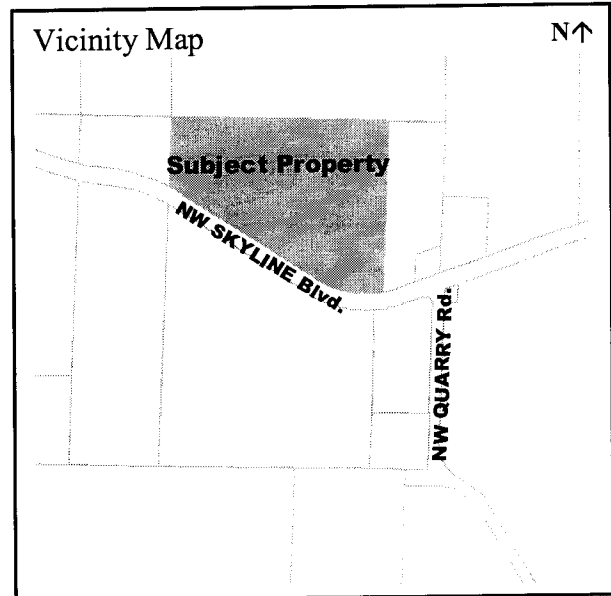 Vicinity Map
N↑
Subject Property
NW SKYLINE Blvd.
NW QUARRY Rd.